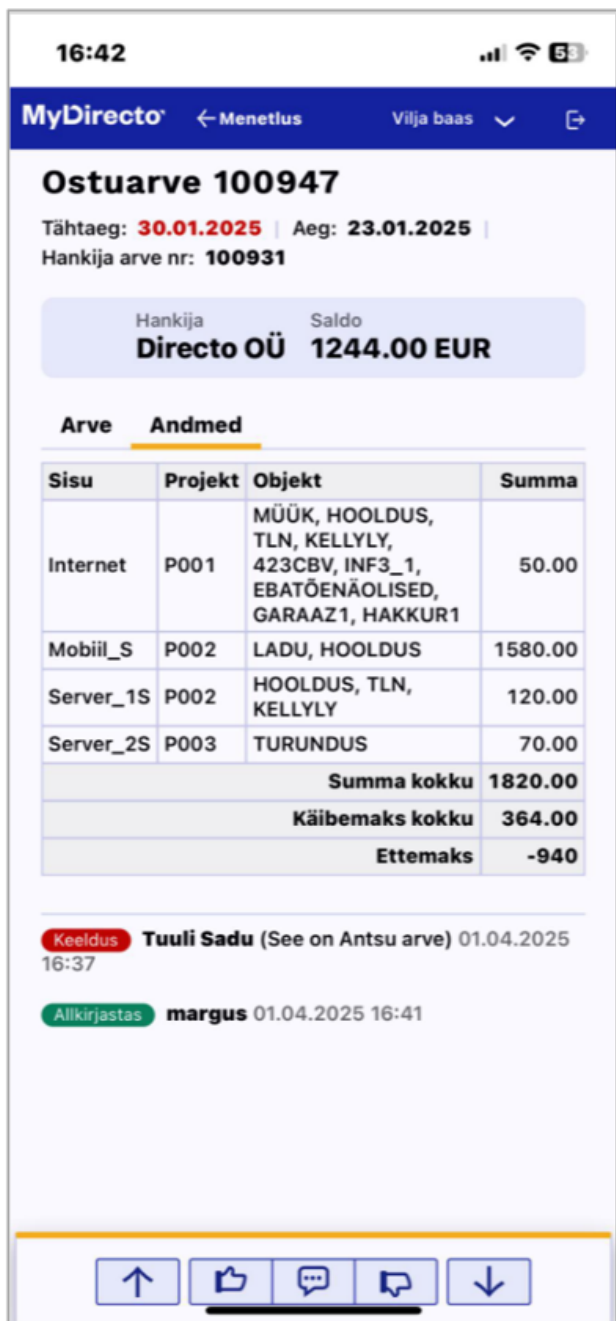 16:42
53
MyDirecto ← Menetlus Vilja baas
Ostuarve 100947
Tähtaeg: 30.01.2025 | Aeg: 23.01.2025 |
Hankija arve nr: 100931
Hankija Saldo
Directo OÜ 1244.00 EUR
Arve Andmed
Sisu Projekt Objekt Summa
MÜÜK, HOOLDUS,
TLN, KELLYLY,
Internet P001 423CBV, INF3_1, 50.00
EBATÕENÄOLISED,
GARAAZ1, HAKKUR1
Mobiil_S P002 LADU, HOOLDUS 1580.00
Server_1S P002 HOOLDUS, TLN, 120.00
KELLYLY
Server_2S P003 TURUNDUS 70.00
Summa kokku 1820.00
Käibemaks kokku 364.00
Ettemaks -940
Keeldus Tuuli Sadu (See on Antsu arve) 01.04.2025
16:37
Allkirjastas margus 01.04.2025 16:41